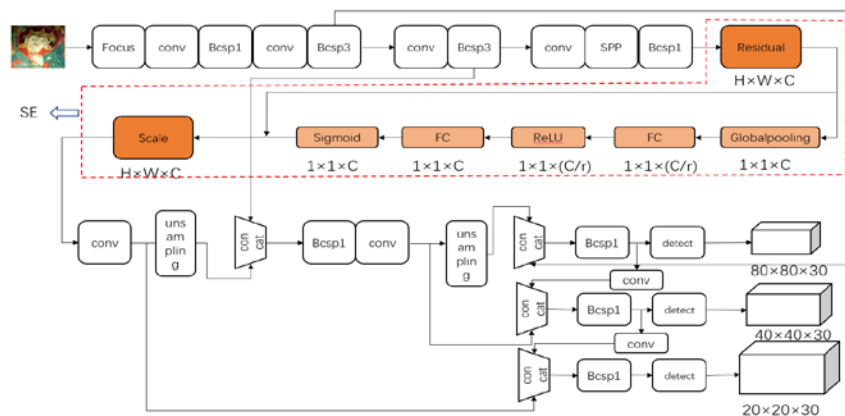 Focus
conv
Bcsp1
conv
Bcsp3
conv
Bcsp3
conv
SPP
Bcsp1
Residual
H×W×C
SE
Scale
Sigmoid
FC
ReLU
FC
Globalpooling
H×W×C
1×1×C
1×1×C
1×1×(C/r)
1×1×(C/r)
1×1×C
conv
uns
am
plin
g
con
cat
Bcsp1
conv
uns
am
plin
g
con
cat
Bcsp1
detect
80×80×30
conv
con
cat
Bcsp1
detect
40×40×30
conv
con
cat
Bcsp1
detect
20×20×30